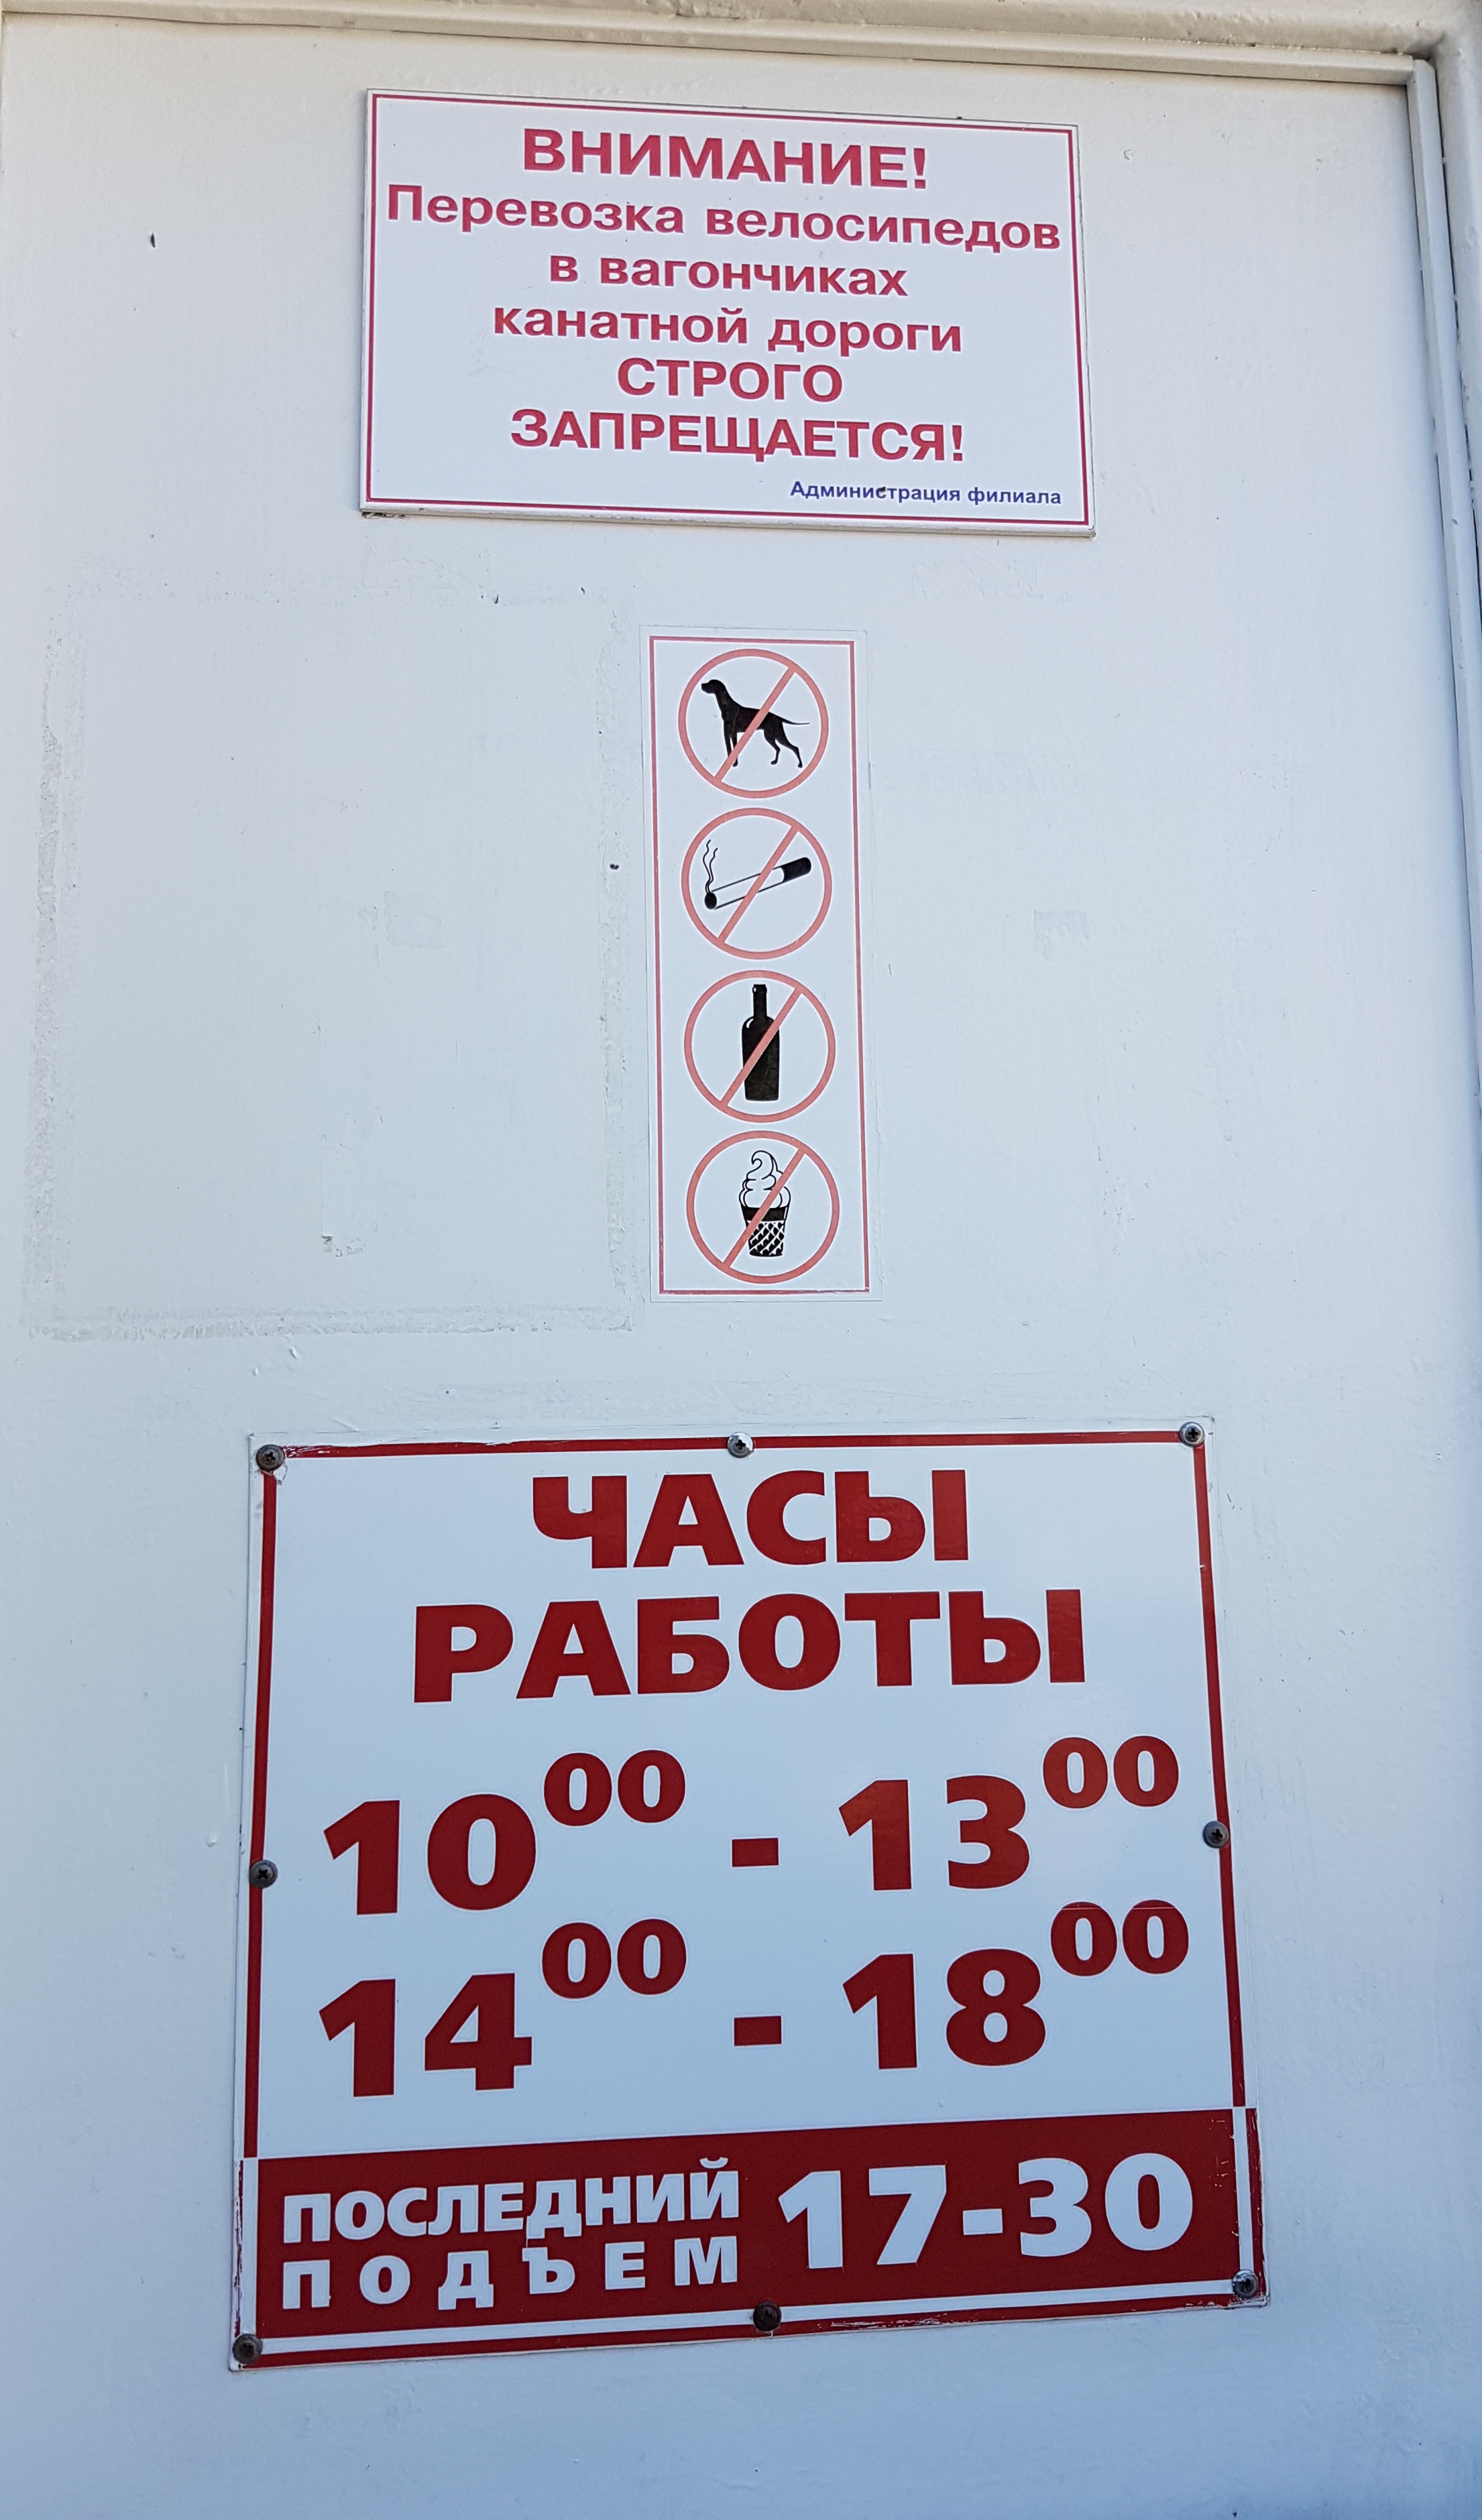 ВНИМАНИЕ!
Перевозка велосипедов
в вагончиках
канатной дороги
СТРОГО
ЗАПРЕЩАЕТСЯ!
Администрация филиала
ЧАСЫ
РАБОТЫ
10⁰⁰ - 13⁰⁰
14⁰⁰ - 18⁰⁰
ПОСЛЕДНИЙ
ПОДЪЕМ 17-30